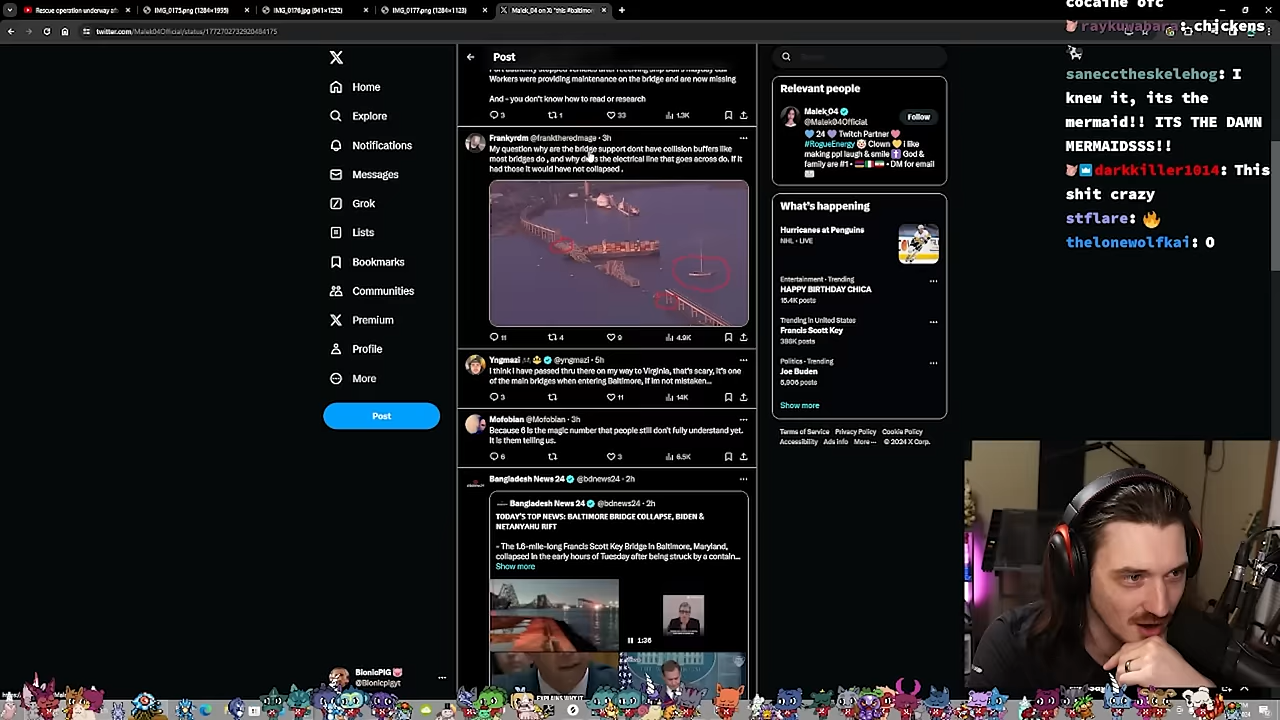 Rescue operation underway af
IMG_0175.png (1284×1955)
IMG_0176.jpg (941×1252)
IMG_0177.png (1284×1123)
Malek_04 on X: "this #baltimor
twitter.com/Malek04Official/status/1772702732920484175
Home
Explore
Notifications
Messages
Grok
Lists
Bookmarks
Communities
Premium
Profile
More
Post
BionicPIG
@Bionicpigyt
Post
Workers were providing maintenance on the bridge and are now missing
And - you don't know how to read or research
3 1 33 1.3K
Frankyrdm @franktheredmage · 3h
My question why are the bridge support dont have collision buffers like
most bridges do , and why does the electrical line that goes across do. If it
had those it would have not collapsed .
11 4 9 4.9K
Yngmazi @yngmazi · 5h
I think I have passed thru there on my way to Virginia, that's scary, it's one
of the main bridges when entering Baltimore, if im not mistaken...
3 11 14K
Mofobian @Mofobian · 3h
Because 6 is the magic number that people still don't fully understand yet.
It is them telling us.
6 3 6.5K
Bangladesh News 24 @bdnews24 · 2h
Bangladesh News 24 @bdnews24 · 2h
TODAY'S TOP NEWS: BALTIMORE BRIDGE COLLAPSE, BIDEN &
NETANYAHU RIFT
- The 1.6-mile-long Francis Scott Key Bridge in Baltimore, Maryland,
collapsed in the early hours of Tuesday after being struck by a contain...
Show more
1:36
EXPLAINS WHY IT
Relevant people
Malek_04
@Malek04Official
Follow
24 Twitch Partner
#RogueEnergy Clown I like
making ppl laugh & smile God &
family are #1 • DM for email
What's happening
Hurricanes at Penguins
NHL · LIVE
Entertainment · Trending
HAPPY BIRTHDAY CHICA
15.4K posts
Trending in United States
Francis Scott Key
388K posts
Politics · Trending
Joe Buden
5,906 posts
Show more
Terms of Service Privacy Policy Cookie Policy
Accessibility Ads info More ··· © 2024 X Corp.
cocaine ofc
raykuwabara: chickens
sanecctheskelehog: I
knew it, its the
mermaid!! ITS THE DAMN
MERMAIDSSS!!
darkkiller1014: This
shit crazy
stflare:
thelonewolfkai: O